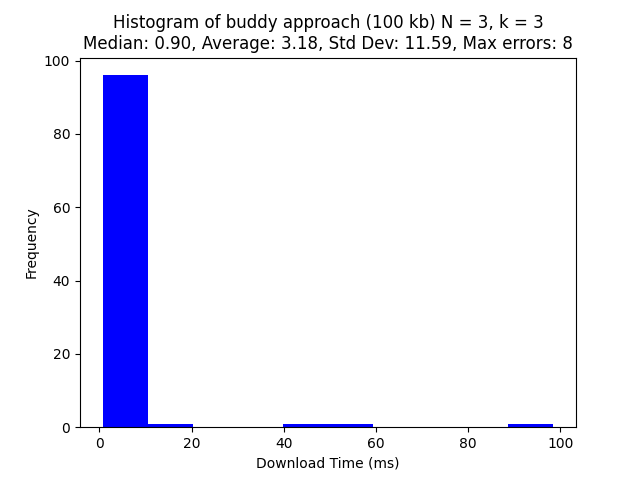 Histogram of buddy approach (100 kb) N = 3, k = 3
Median: 0.90, Average: 3.18, Std Dev: 11.59, Max errors: 8
100
80
60
40
20
0
Frequency
0 20 40 60 80 100
Download Time (ms)